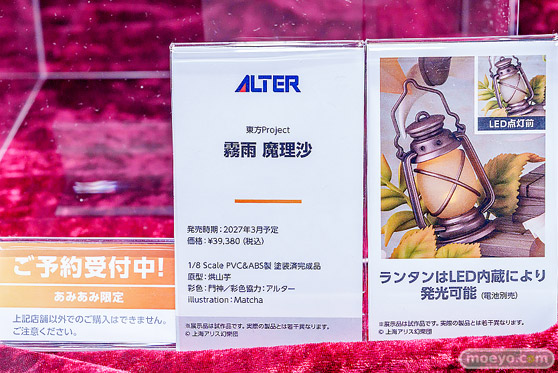 ALTER
東方Project
霧雨 魔理沙
発売時期：2027年3月予定
価格：¥39,380（税込）
1/8 Scale PVC&ABS製 塗装済完成品
原型：烘山芋
彩色：門神／彩色協力：アルター
illustration：Matcha
※展示品は試作品です。実際の製品とは若干異なります。
© 上海アリス幻樂団
LED点灯前
ランタンはLED内蔵により
発光可能（電池別売）
※展示品は試作品です。実際の製品とは若干異なります。
© 上海アリス幻樂団
ご予約受付中!
あみあみ限定
上記店舗以外でのご購入はできません。
ご注意ください。
moeyo.com